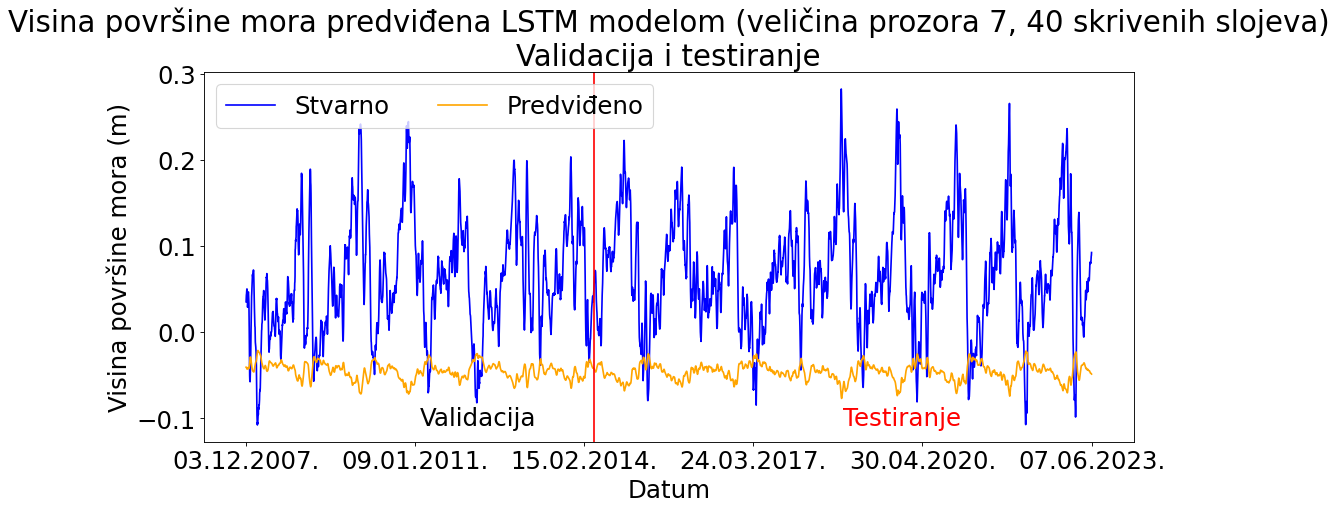 Visina površine mora predviđena LSTM modelom (veličina prozora 7, 40 skrivenih slojeva)
Validacija i testiranje
Stvarno Predviđeno
Visina površine mora (m)
0.3
0.2
0.1
0.0
−0.1
Validacija Testiranje
03.12.2007. 09.01.2011. 15.02.2014. 24.03.2017. 30.04.2020. 07.06.2023.
Datum